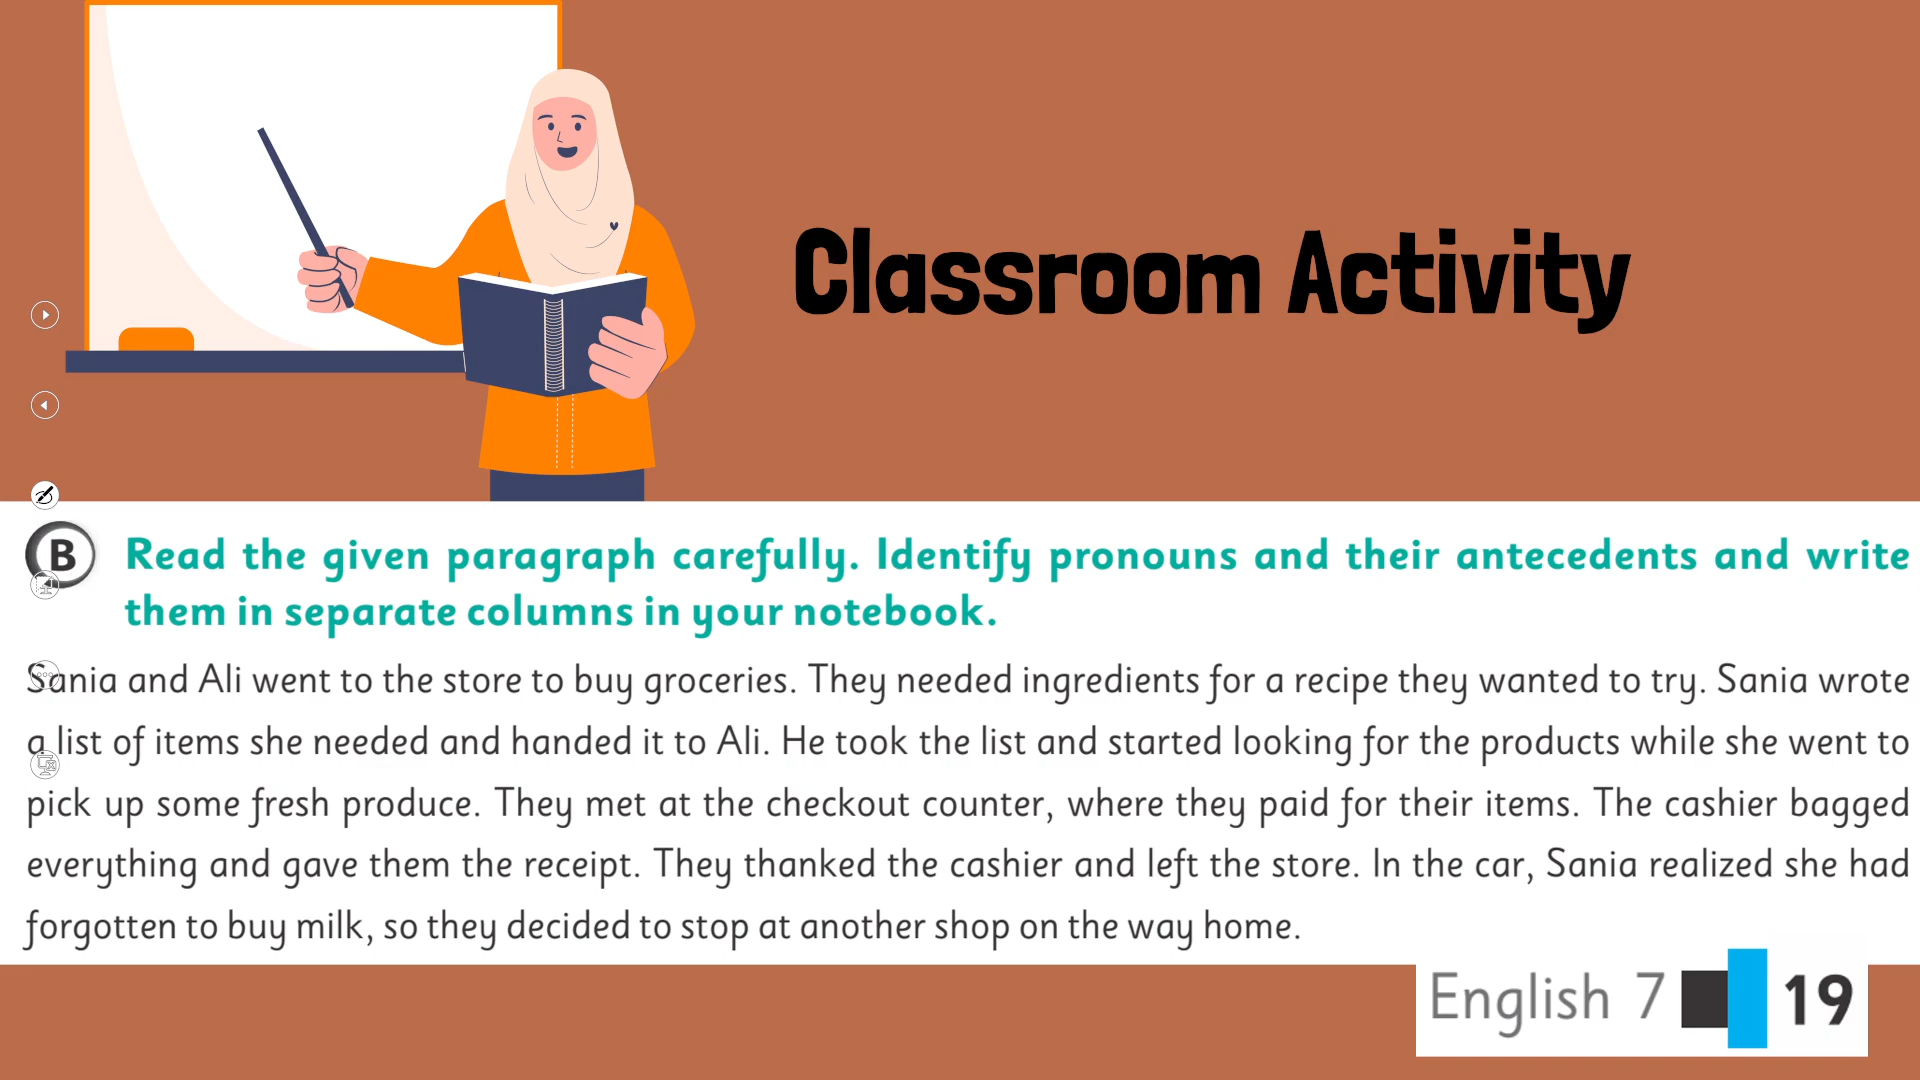 Classroom Activity
B
Read the given paragraph carefully. Identify pronouns and their antecedents and write
them in separate columns in your notebook.
Sania and Ali went to the store to buy groceries. They needed ingredients for a recipe they wanted to try. Sania wrote
a list of items she needed and handed it to Ali. He took the list and started looking for the products while she went to
pick up some fresh produce. They met at the checkout counter, where they paid for their items. The cashier bagged
everything and gave them the receipt. They thanked the cashier and left the store. In the car, Sania realized she had
forgotten to buy milk, so they decided to stop at another shop on the way home.
English 7 19